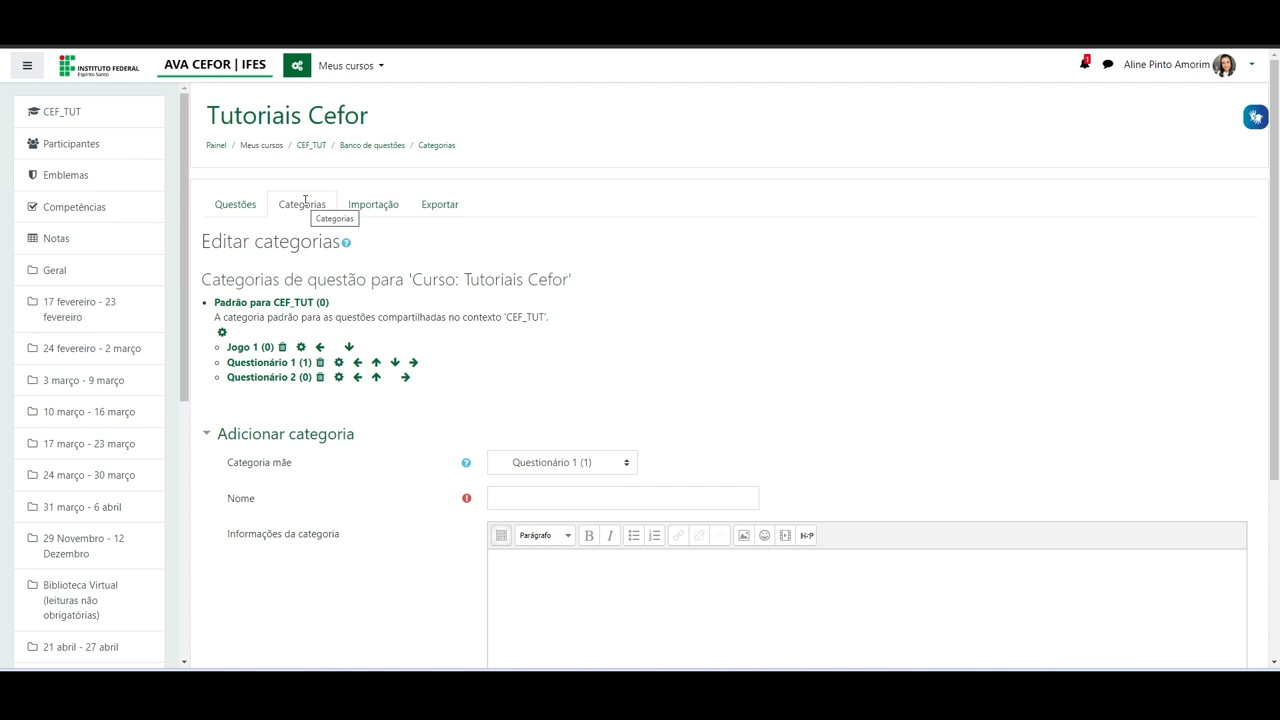 INSTITUTO FEDERAL
Espírito Santo
AVA CEFOR | IFES
Meus cursos
1
Aline Pinto Amorim
CEF_TUT
Participantes
Emblemas
Competências
Notas
Geral
17 fevereiro - 23
fevereiro
24 fevereiro - 2 março
3 março - 9 março
10 março - 16 março
17 março - 23 março
24 março - 30 março
31 março - 6 abril
29 Novembro - 12
Dezembro
Biblioteca Virtual
(leituras não
obrigatórias)
21 abril - 27 abril
Tutoriais Cefor
Painel / Meus cursos / CEF_TUT / Banco de questões / Categorias
Questões Categorias Importação Exportar
Categorias
Editar categorias
Categorias de questão para 'Curso: Tutoriais Cefor'
Padrão para CEF_TUT (0)
A categoria padrão para as questões compartilhadas no contexto 'CEF_TUT'.
Jogo 1 (0)
Questionário 1 (1)
Questionário 2 (0)
Adicionar categoria
Categoria mãe
Questionário 1 (1)
Nome
Informações da categoria
Parágrafo B I H-P